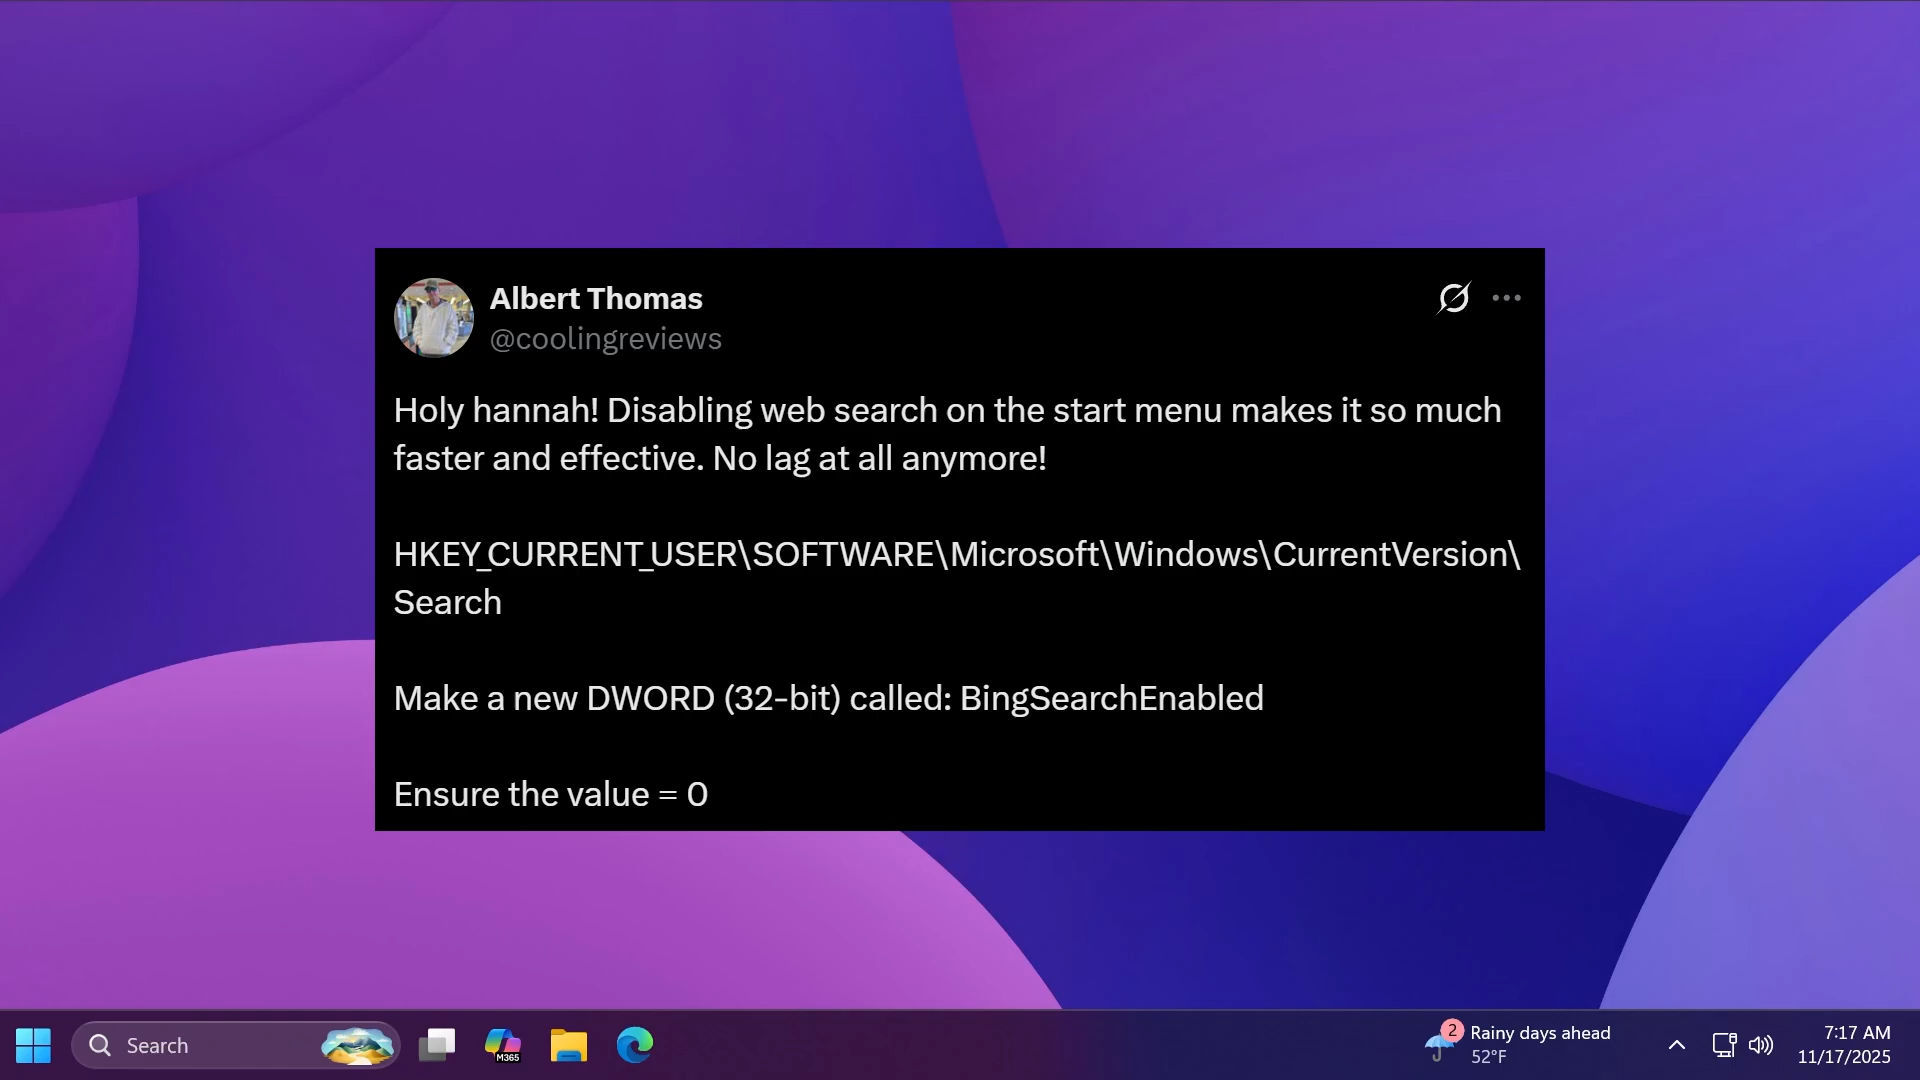 Albert Thomas
@coolingreviews
Holy hannah! Disabling web search on the start menu makes it so much
faster and effective. No lag at all anymore!
HKEY_CURRENT_USER\SOFTWARE\Microsoft\Windows\CurrentVersion\
Search
Make a new DWORD (32-bit) called: BingSearchEnabled
Ensure the value = 0
Search
M365
2
Rainy days ahead
52°F
7:17 AM
11/17/2025